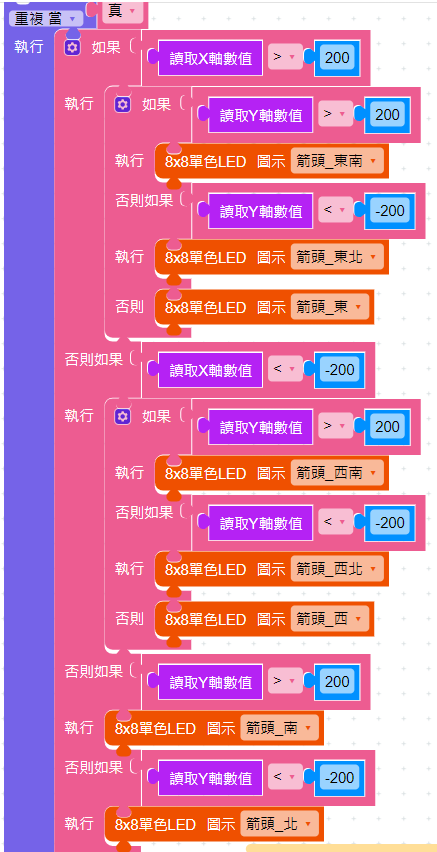 重複 當 真
執行 如果 讀取X軸數值 > 200
執行 如果 讀取Y軸數值 > 200
執行 8x8單色LED 圖示 箭頭_東南
否則如果 讀取Y軸數值 < -200
執行 8x8單色LED 圖示 箭頭_東北
否則 8x8單色LED 圖示 箭頭_東
否則如果 讀取X軸數值 < -200
執行 如果 讀取Y軸數值 > 200
執行 8x8單色LED 圖示 箭頭_西南
否則如果 讀取Y軸數值 < -200
執行 8x8單色LED 圖示 箭頭_西北
否則 8x8單色LED 圖示 箭頭_西
否則如果 讀取Y軸數值 > 200
執行 8x8單色LED 圖示 箭頭_南
否則如果 讀取Y軸數值 < -200
執行 8x8單色LED 圖示 箭頭_北